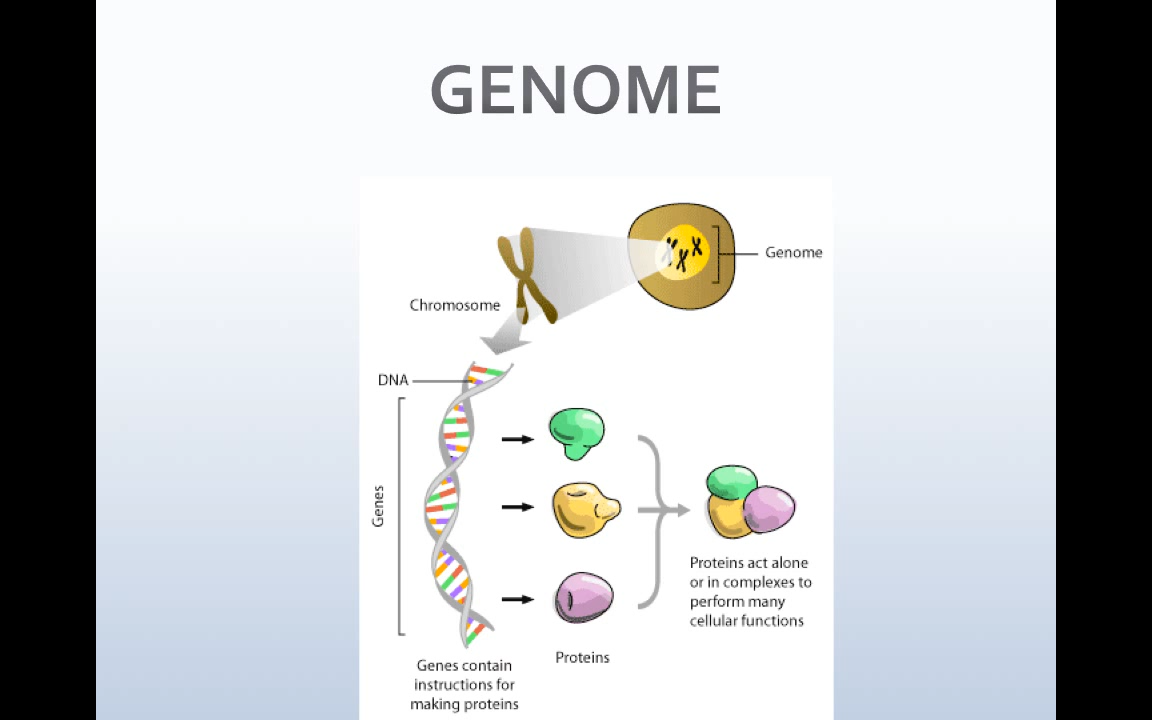 GENOME
Genome
Chromosome
DNA
Genes
Proteins act alone
or in complexes to
perform many
cellular functions
Proteins
Genes contain
instructions for
making proteins